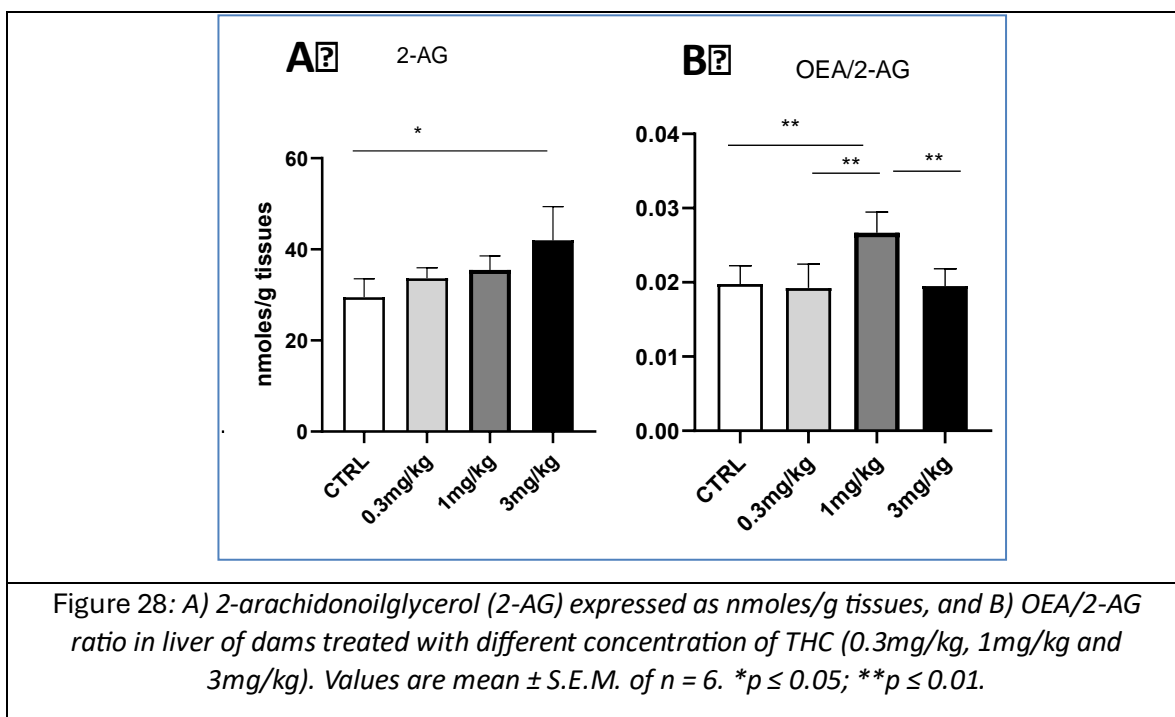 A⍰ 2-AG
B⍰ OEA/2-AG
*
nmoles/g tissues
60
40
20
0
CTRL
0.3mg/kg
1mg/kg
3mg/kg
**
**
**
0.04
0.03
0.02
0.01
0.00
CTRL
0.3mg/kg
1mg/kg
3mg/kg
Figure 28: A) 2-arachidonoilglycerol (2-AG) expressed as nmoles/g tissues, and B) OEA/2-AG
ratio in liver of dams treated with different concentration of THC (0.3mg/kg, 1mg/kg and
3mg/kg). Values are mean ± S.E.M. of n = 6. *p ≤ 0.05; **p ≤ 0.01.